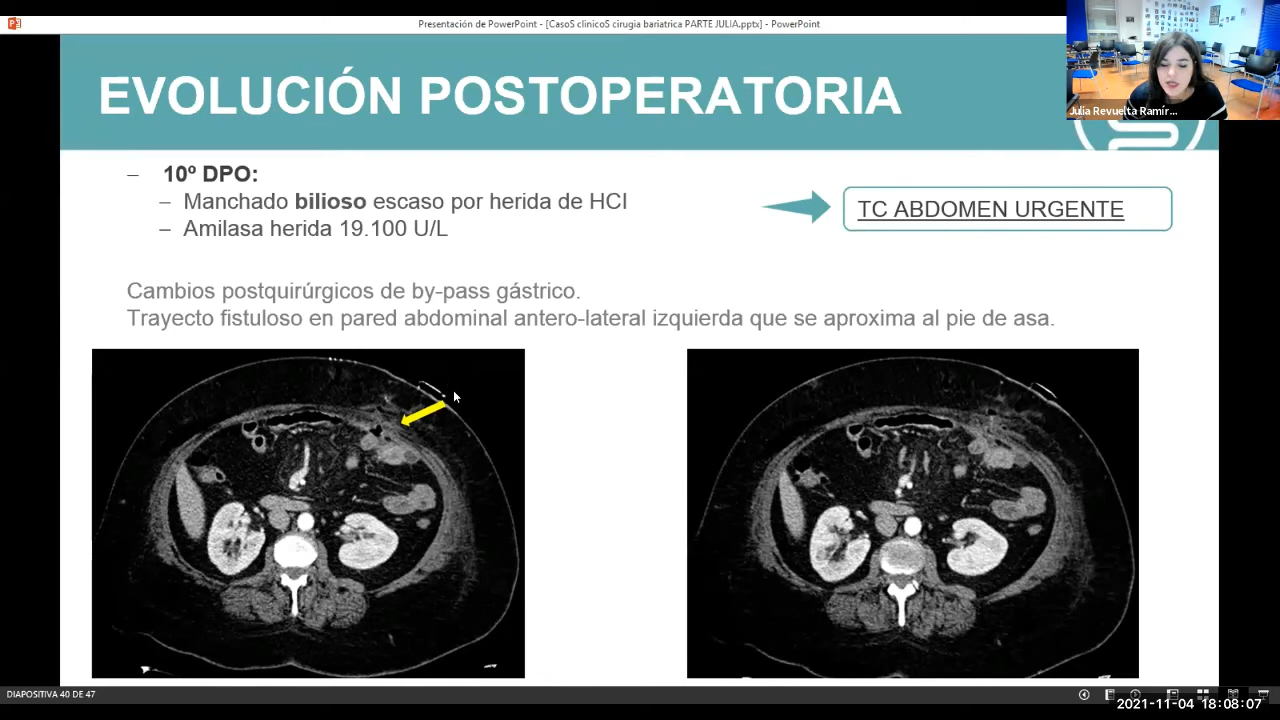 Presentación de PowerPoint - [CasoS clinicoS cirugia bariatrica PARTE JULIA.pptx] - PowerPoint
EVOLUCIÓN POSTOPERATORIA
Julia Revuelta Ramír...
– 10º DPO:
– Manchado bilioso escaso por herida de HCI
– Amilasa herida 19.100 U/L
TC ABDOMEN URGENTE
Cambios postquirúrgicos de by-pass gástrico.
Trayecto fistuloso en pared abdominal antero-lateral izquierda que se aproxima al pie de asa.
DIAPOSITIVA 40 DE 47
2021-11-04 18:08:07